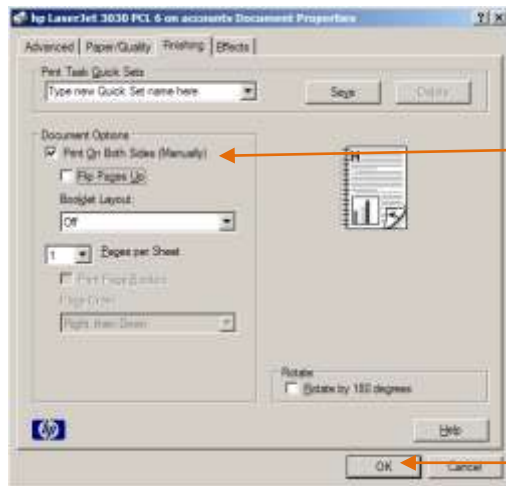 hp LaserJet 3030 PCL 6 on accounts Document Properties
Advanced Paper/Quality Finishing Effects
Print Task Quick Sets
Type new Quick Set name here
Save Delete
Document Options
Print On Both Sides (Manually)
Flip Pages Up
Booklet Layout:
Off
1 Pages per Sheet
Print Page Borders
Page Order:
Right, then Down
Rotate
Rotate by 180 degrees
hp
Help
OK Cancel